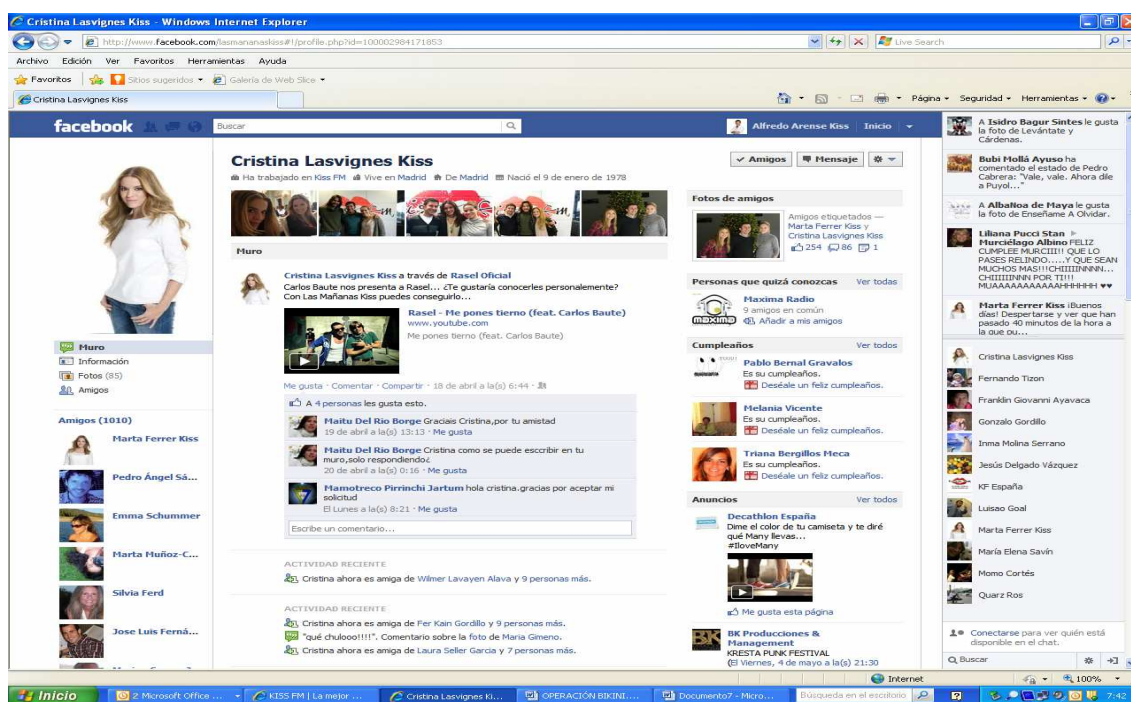 Cristina Lasvignes Kiss - Windows Internet Explorer
http://www.facebook.com/lasmananaskiss#!/profile.php?id=100002984171853
Live Search
Archivo Edición Ver Favoritos Herramientas Ayuda
Favoritos Sitios sugeridos Galería de Web Slice
Cristina Lasvignes Kiss
Página Seguridad Herramientas
facebook
Buscar
Alfredo Arense Kiss Inicio
Cristina Lasvignes Kiss
Ha trabajado en Kiss FM Vive en Madrid De Madrid Nació el 9 de enero de 1978
Amigos Mensaje
Muro
Información
Fotos (85)
Amigos
Amigos (1010)
Marta Ferrer Kiss
Pedro Ángel Sá...
Emma Schummer
Marta Muñoz-C...
Silvia Ferd
Jose Luis Ferná...
Muro
Cristina Lasvignes Kiss a través de Rasel Oficial
Carlos Baute nos presenta a Rasel... ¿Te gustaría conocerles personalemente?
Con Las Mañanas Kiss puedes conseguirlo...
Rasel - Me pones tierno (feat. Carlos Baute)
www.youtube.com
Me pones tierno (feat. Carlos Baute)
Me gusta · Comentar · Compartir · 18 de abril a la(s) 6:44 ·
A 4 personas les gusta esto.
Maitu Del Rio Borge Graciais Cristina,por tu amistad
19 de abril a la(s) 13:13 · Me gusta
Maitu Del Rio Borge Cristina como se puede esccribir en tu
muro,solo respondiendo¿
20 de abril a la(s) 0:16 · Me gusta
Mamotreco Pirrinchi Jartum hola cristina.gracias por aceptar mi
solicitud
El Lunes a la(s) 8:21 · Me gusta
Escribe un comentario...
ACTIVIDAD RECIENTE
Cristina ahora es amiga de Wilmer Lavayen Alava y 9 personas más.
ACTIVIDAD RECIENTE
Cristina ahora es amiga de Fer Kain Gordillo y 9 personas más.
"qué chulooo!!!!". Comentario sobre la foto de Maria Gimeno.
Cristina ahora es amiga de Laura Seller Garcia y 7 personas más.
Fotos de amigos
Amigos etiquetados —
Marta Ferrer Kiss y
Cristina Lasvignes Kiss
254 86 1
Personas que quizá conozcas Ver todas
maxima
Maxima Radio
9 amigos en común
Añadir a mis amigos
Cumpleaños Ver todos
Pablo Bernal Gravalos
Es su cumpleaños.
Deséale un feliz cumpleaños.
Melania Vicente
Es su cumpleaños.
Deséale un feliz cumpleaños.
Triana Bergillos Meca
Es su cumpleaños.
Deséale un feliz cumpleaños.
Anuncios Ver todos
Decathlon España
Dime el color de tu camiseta y te diré
qué Many llevas...
#IloveMany
Me gusta esta página
BK
BK Producciones &
Management
KRESTA PUNK FESTIVAL
(El Viernes, 4 de mayo a la(s) 21:30
A Isidro Bagur Sintes le gusta
la foto de Levántate y
Cárdenas.
Bubi Mollá Ayuso ha
comentado el estado de Pedro
Cabrera: "Vale, vale. Ahora dile
a Puyol..."
A Albañoa de Maya le gusta
la foto de Enseñame A Olvidar.
Liliana Pucci Stan
Murciélago Albino FELIZ
CUMPLEE MURCIII!! QUE LO
PASES RELINDO.....Y QUE SEAN
MUCHOS MAS!!!CHIIIIINNNN...
CHIIIIINNN POR TI!!!
MUAAAAAAAAAAHHHHHH ♥♥
Marta Ferrer Kiss ¡Buenos
días! Despertarse y ver que han
pasado 40 minutos de la hora a
la que pu...
Cristina Lasvignes Kiss
Fernando Tizon
Franklin Giovanni Ayavaca
Gonzalo Gordillo
Inma Molina Serrano
Jesús Delgado Vázquez
KF España
Luisao Goal
Marta Ferrer Kiss
María Elena Savín
Momo Cortés
Quarz Ros
Conectarse para ver quién está
disponible en el chat.
Buscar
Internet
100%
Inicio
2 Microsoft Office ...
KISS FM | La mejor ...
Cristina Lasvignes Ki...
OPERACIÓN BIKINI....
Documento7 - Micro...
Búsqueda en el escritorio
7:42